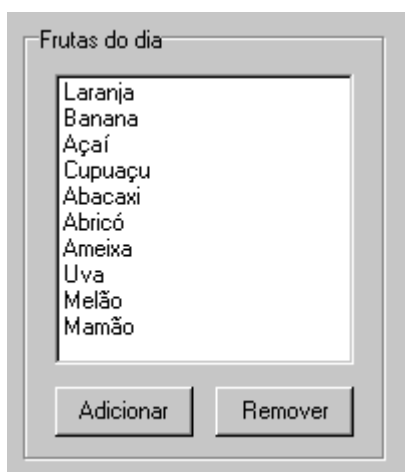 Frutas do dia
Laranja
Banana
Açaí
Cupuaçu
Abacaxi
Abricó
Ameixa
Uva
Melão
Mamão
Adicionar
Remover